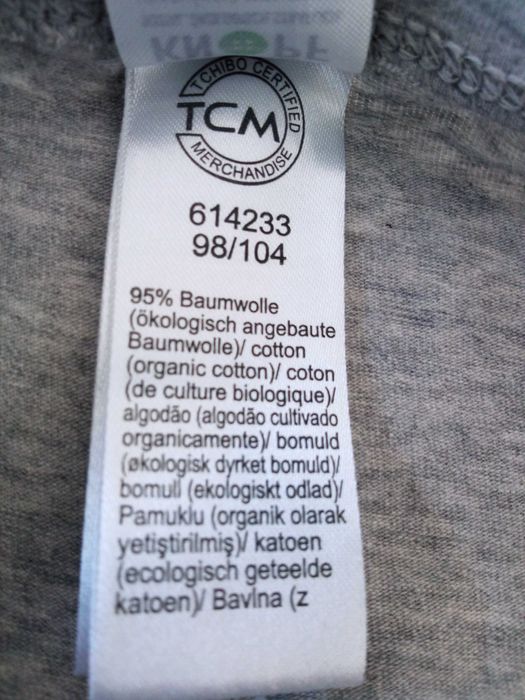 KNOPF
TCHIBO CERTIFIED
TCM
MERCHANDISE
614233
98/104
95% Baumwolle
(ökologisch angebaute
Baumwolle)/ cotton
(organic cotton)/ coton
(de culture biologique)/
algodão (algodão cultivado
organicamente)/ bomuld
(økologisk dyrket bomuld)/
bomull (ekologiskt odlad)/
Pamuklu (organik olarak
yetiştirilmiş)/ katoen
(ecologisch geteelde
katoen)/ Bavlna (z